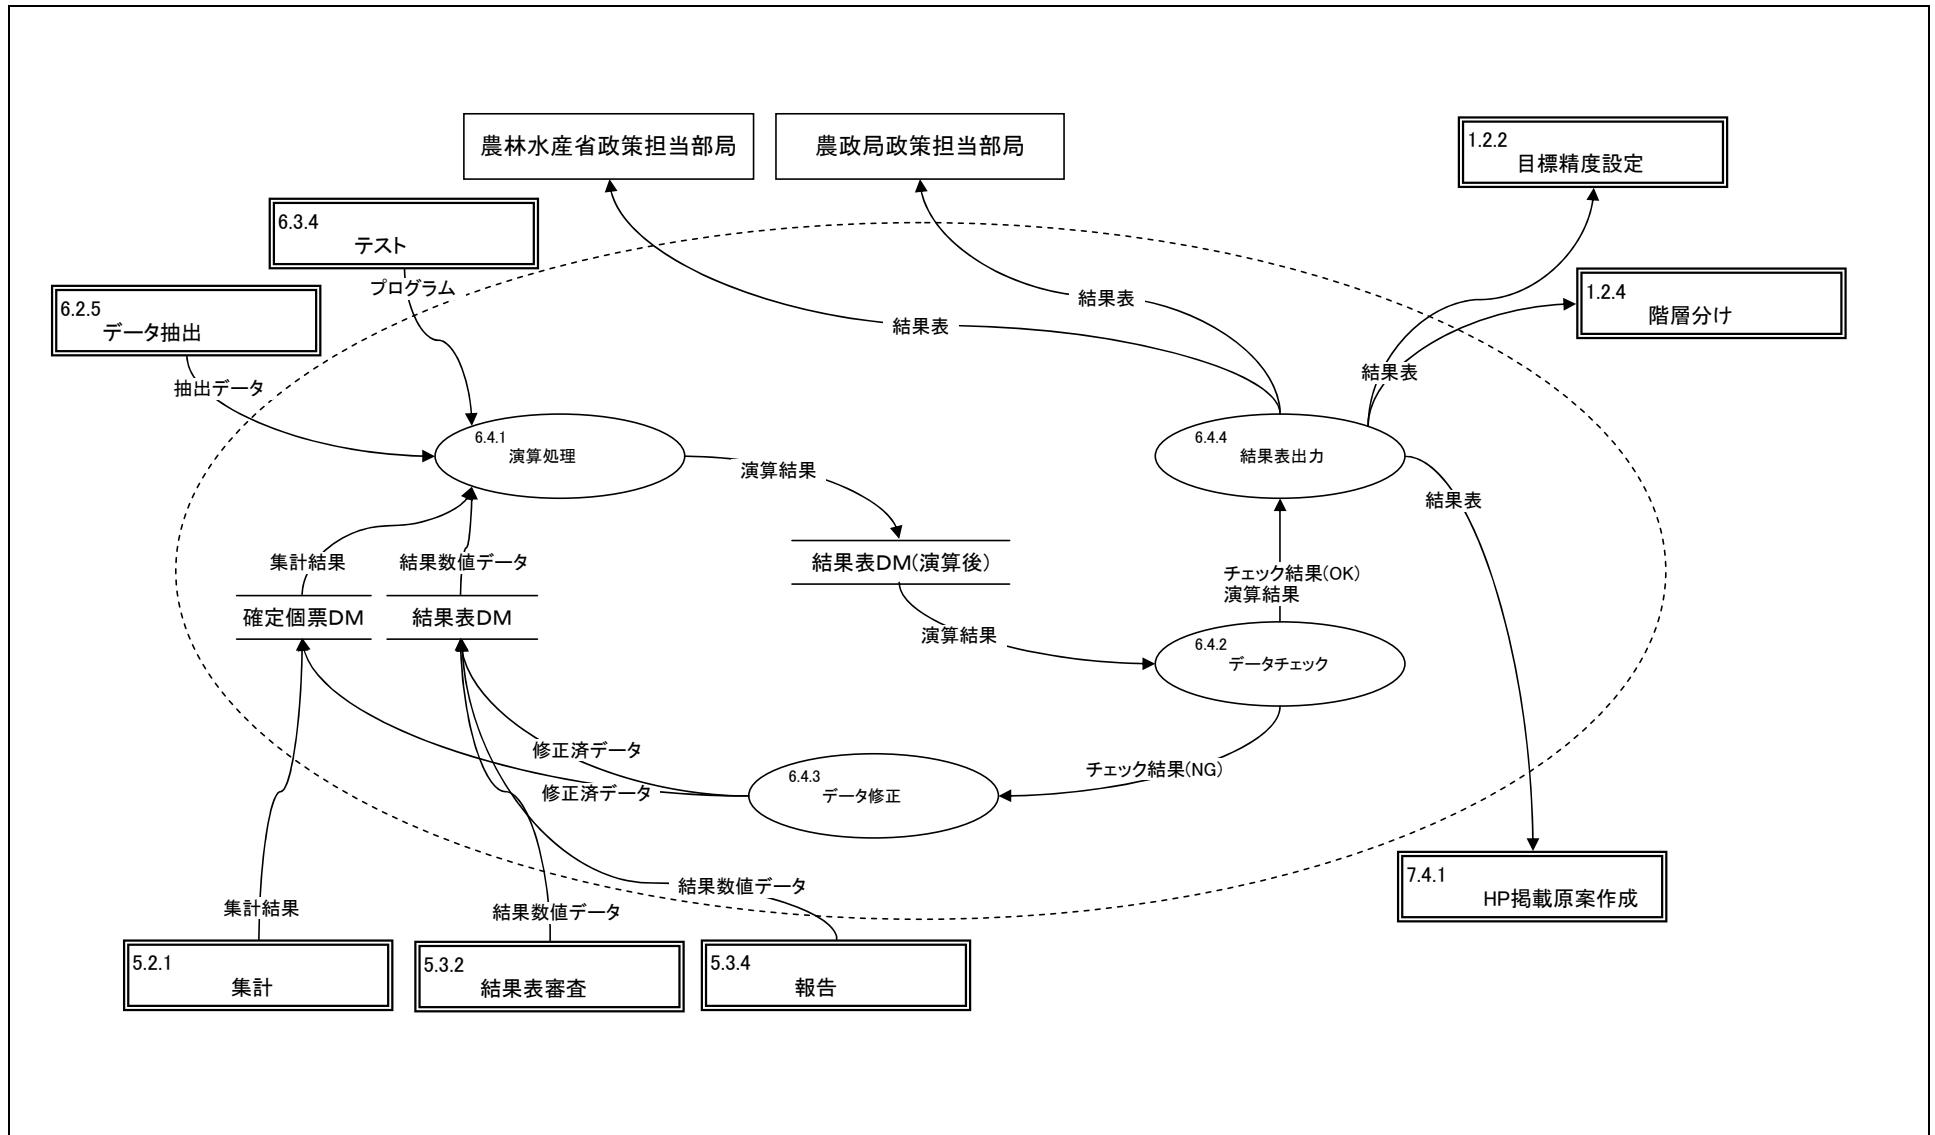 農林水産省政策担当部局
農政局政策担当部局
1.2.2
目標精度設定
6.3.4
テスト
プログラム
6.2.5
データ抽出
抽出データ
1.2.4
階層分け
結果表
結果表
結果表
6.4.1
演算処理
演算結果
6.4.4
結果表出力
結果表
集計結果
結果数値データ
結果表DM(演算後)
チェック結果(OK)
演算結果
確定個票DM
結果表DM
演算結果
6.4.2
データチェック
修正済データ
修正済データ
6.4.3
データ修正
チェック結果(NG)
7.4.1
HP掲載原案作成
結果数値データ
集計結果
結果数値データ
5.2.1
集計
5.3.2
結果表審査
5.3.4
報告